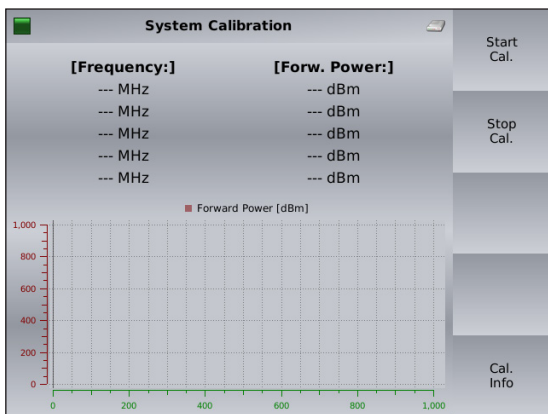 System Calibration
[Frequency:] [Forw. Power:]
--- MHz --- dBm
--- MHz --- dBm
--- MHz --- dBm
--- MHz --- dBm
--- MHz --- dBm
Forward Power [dBm]
1,000
800
600
400
200
0
0 200 400 600 800 1,000
Start
Cal.
Stop
Cal.
Cal.
Info